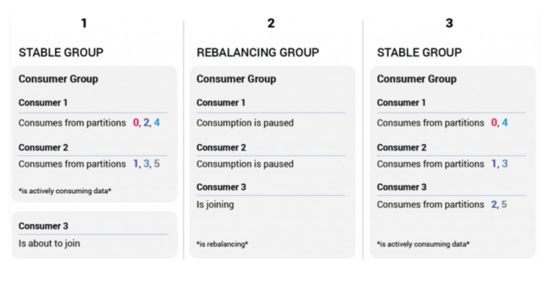 1
STABLE GROUP
Consumer Group
Consumer 1
Consumes from partitions 0, 2, 4
Consumer 2
Consumes from partitions 1, 3, 5
*is actively consuming data*
Consumer 3
Is about to join
2
REBALANCING GROUP
Consumer Group
Consumer 1
Consumption is paused
Consumer 2
Consumption is paused
Consumer 3
Is joining
*is rebalancing*
3
STABLE GROUP
Consumer Group
Consumer 1
Consumes from partitions 0, 4
Consumer 2
Consumes from partitions 1, 3
Consumer 3
Consumes from partitions 2, 5
*is actively consuming data*